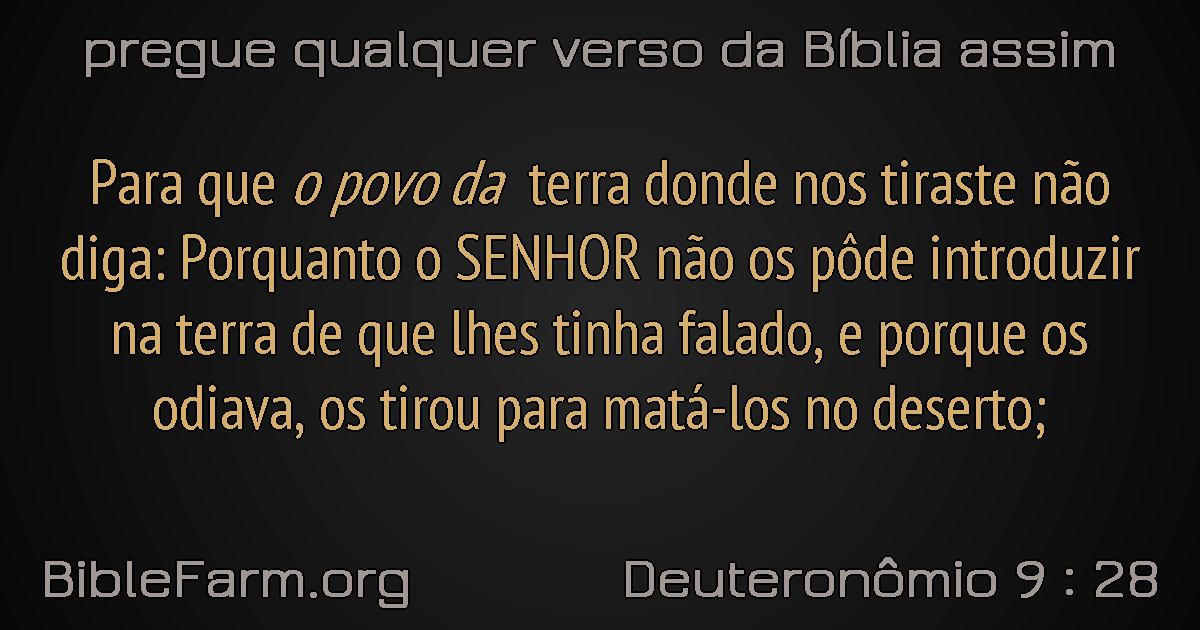 pregue qualquer verso da Bíblia assim
Para que o povo da terra donde nos tiraste não
diga: Porquanto o SENHOR não os pôde introduzir
na terra de que lhes tinha falado, e porque os
odiava, os tirou para matá-los no deserto;
BibleFarm.org
Deuteronômio 9 : 28